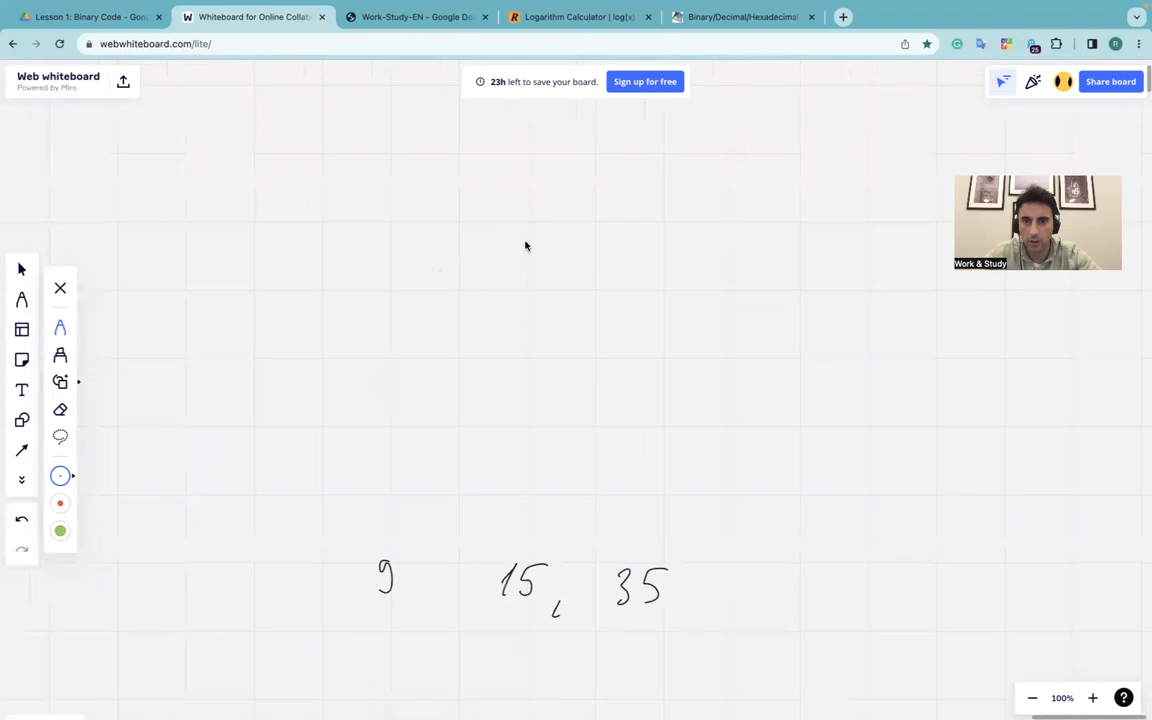 Lesson 1: Binary Code - Goo
Whiteboard for Online Collab
Work-Study-EN - Google Do
Logarithm Calculator | log(x)
Binary/Decimal/Hexadecimal
webwhiteboard.com/lite/
25
R
Web whiteboard
Powered by Miro
23h left to save your board.
Sign up for free
Share board
Work & Study
T
9 15, 35
100%
?